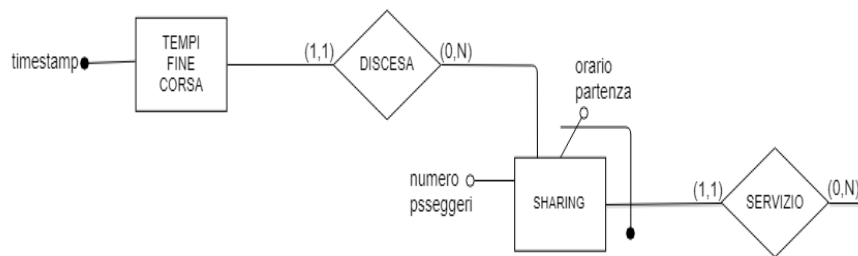 timestamp
TEMPI
FINE
CORSA
(1,1)
DISCESA
(0,N)
orario
partenza
numero
psseggeri
SHARING
(1,1)
SERVIZIO
(0,N)